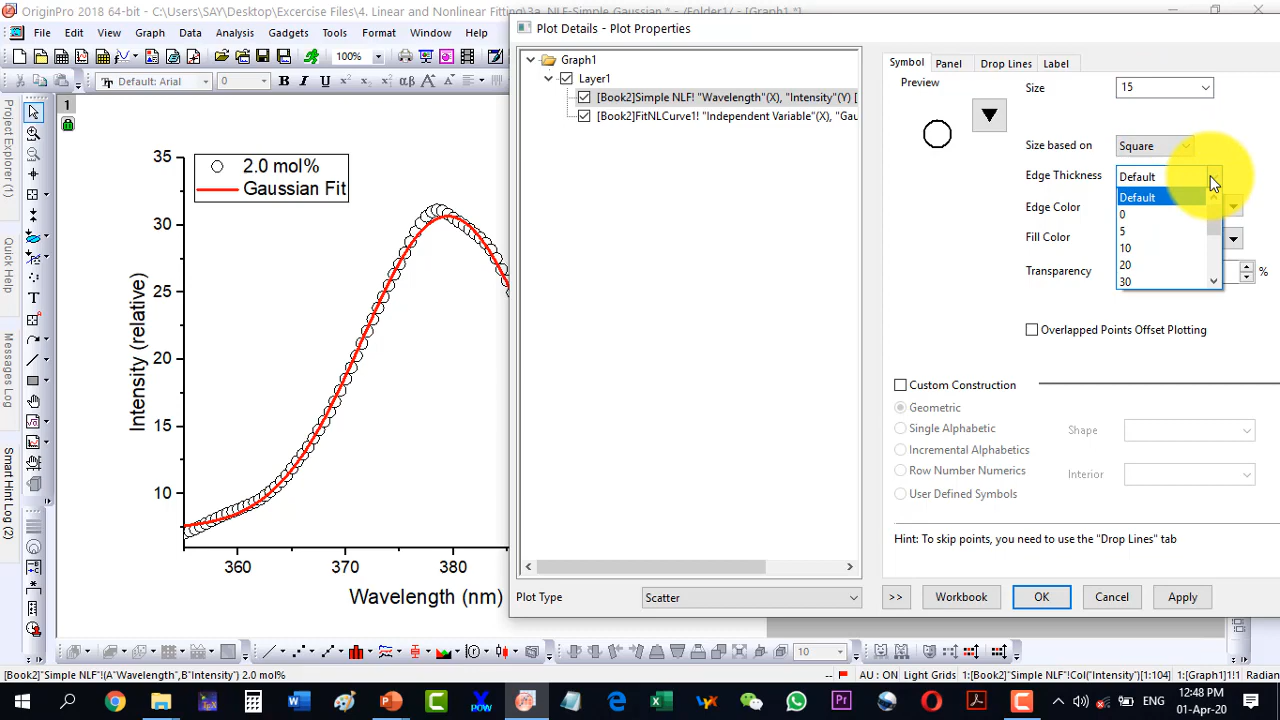 OriginPro 2018 64-bit - C:\Users\SAY\Desktop\Excercise Files\4. Linear and Nonlinear Fitting\3a. NLF-Simple Gaussian * - /Folder1/ - [Graph1 *]
File Edit View Graph Data Analysis Gadgets Tools Format Window Help
100%
Default: Arial 0 B I U
Project Explorer (1)
Quick Help
Messages Log
Smart Hint Log (2)
1
2.0 mol%
Gaussian Fit
35
30
25
20
15
10
Intensity (relative)
360 370 380
Wavelength (nm)
Plot Details - Plot Properties
Graph1
Layer1
[Book2]Simple NLF! "Wavelength"(X), "Intensity"(Y) [
[Book2]FitNLCurve1! "Independent Variable"(X), "Gau
Plot Type Scatter
Symbol Panel Drop Lines Label
Preview
Size 15
Size based on Square
Edge Thickness Default
Default
0
5
10
20
30
Edge Color
Fill Color
Transparency %
Overlapped Points Offset Plotting
Custom Construction
Geometric
Single Alphabetic
Incremental Alphabetics
Row Number Numerics
User Defined Symbols
Shape
Interior
Hint: To skip points, you need to use the "Drop Lines" tab
>> Workbook OK Cancel Apply
10
[Book2]Simple NLF'!(A"Wavelength",B"Intensity") 2.0 mol%
AU : ON Light Grids 1:[Book2]Simple NLF'!Col("Intensity")[1:104] 1:[Graph1]1!1 Radian
ENG
12:48 PM
01-Apr-20